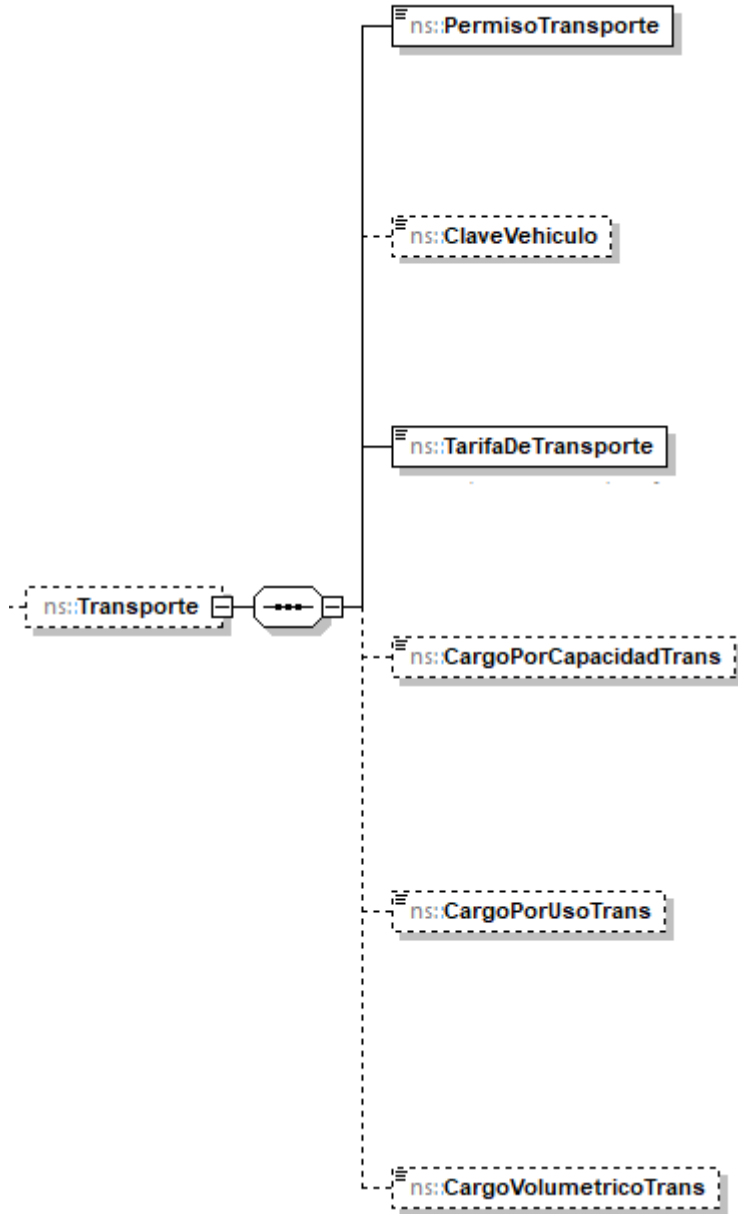 ns::PermisoTransporte
ns::ClaveVehiculo
ns::TarifaDeTransporte
ns::Transporte
ns::CargoPorCapacidadTrans
ns::CargoPorUsoTrans
ns::CargoVolumetricoTrans